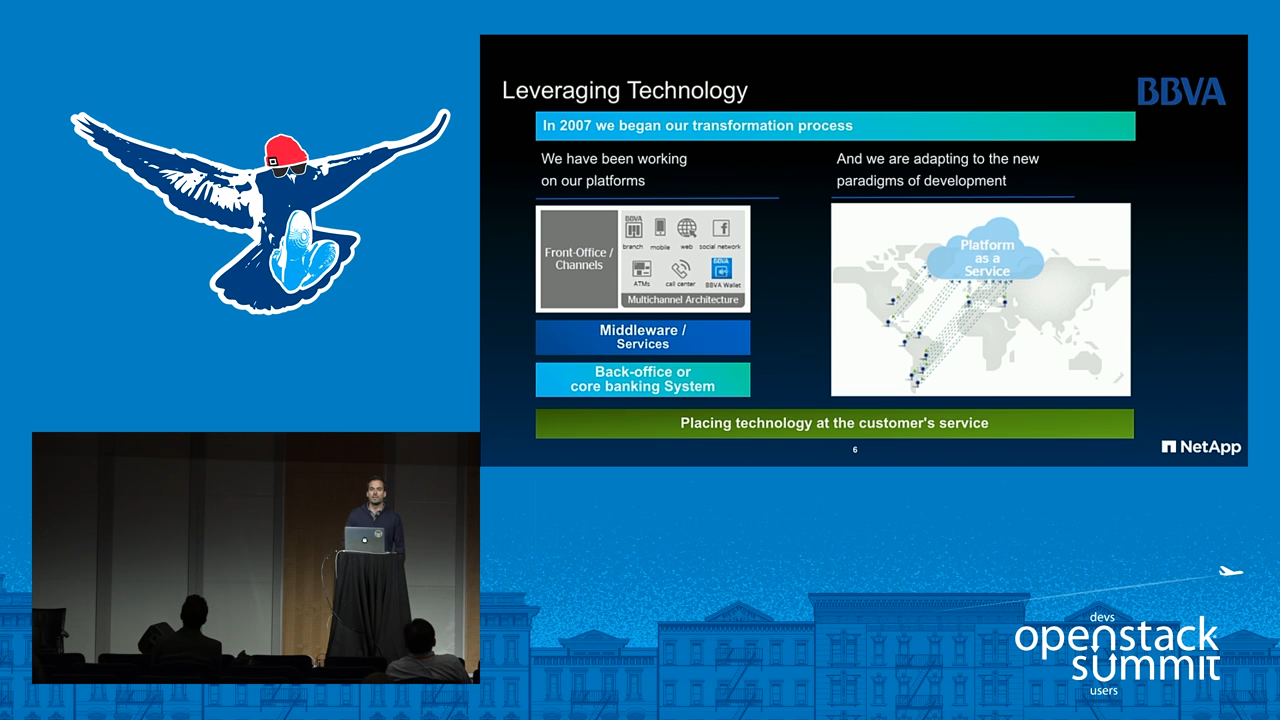 Leveraging Technology
BBVA
In 2007 we began our transformation process
We have been working
on our platforms
And we are adapting to the new
paradigms of development
Front-Office /
Channels
BBVA
branch
mobile
web
social network
ATMs
call center
BBVA
BBVA Wallet
Multichannel Architecture
Platform
as a
Service
Middleware /
Services
Back-office or
core banking System
Placing technology at the customer's service
6
NetApp
devs
openstack
summit
users